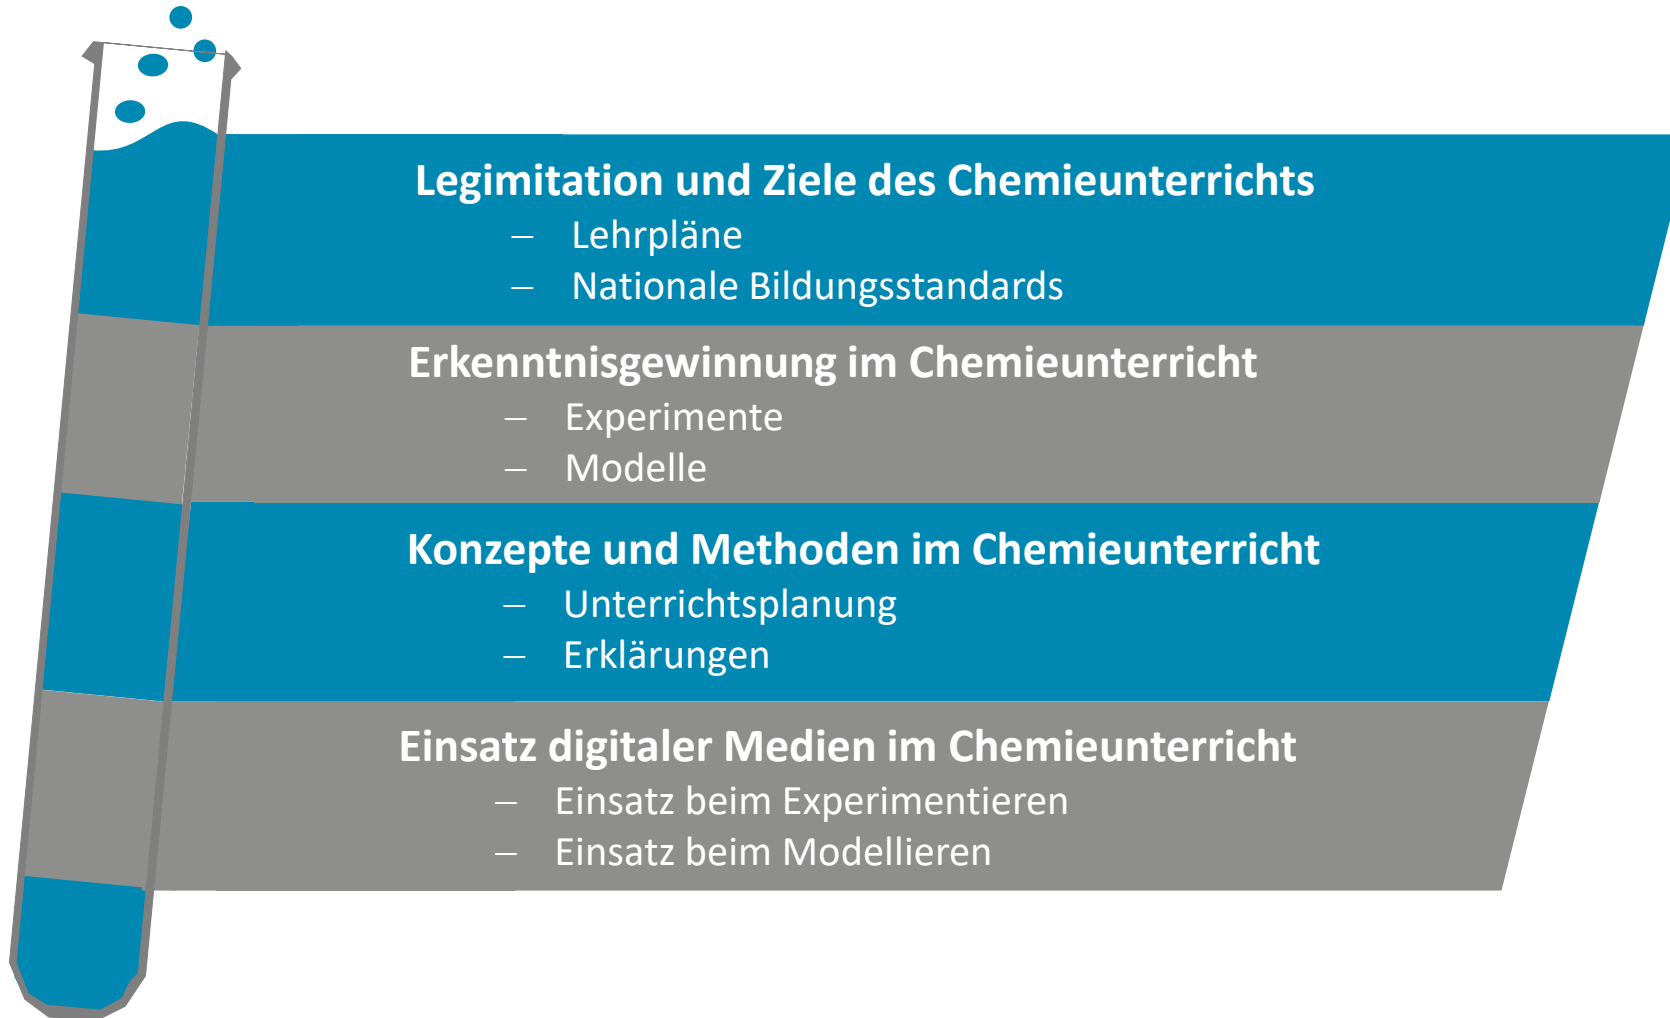 Legimitation und Ziele des Chemieunterrichts
– Lehrpläne
– Nationale Bildungsstandards
Erkenntnisgewinnung im Chemieunterricht
– Experimente
– Modelle
Konzepte und Methoden im Chemieunterricht
– Unterrichtsplanung
– Erklärungen
Einsatz digitaler Medien im Chemieunterricht
– Einsatz beim Experimentieren
– Einsatz beim Modellieren